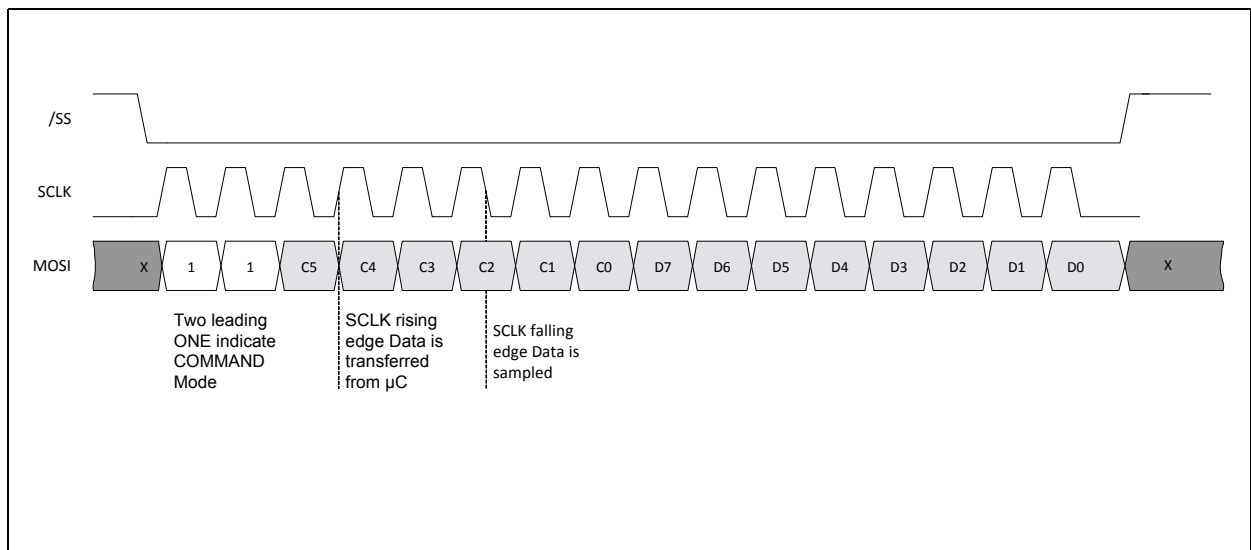 /SS
SCLK
MOSI X 1 1 C5 C4 C3 C2 C1 C0 D7 D6 D5 D4 D3 D2 D1 D0 X
Two leading
ONE indicate
COMMAND
Mode
SCLK rising
edge Data is
transferred
from µC
SCLK falling
edge Data is
sampled